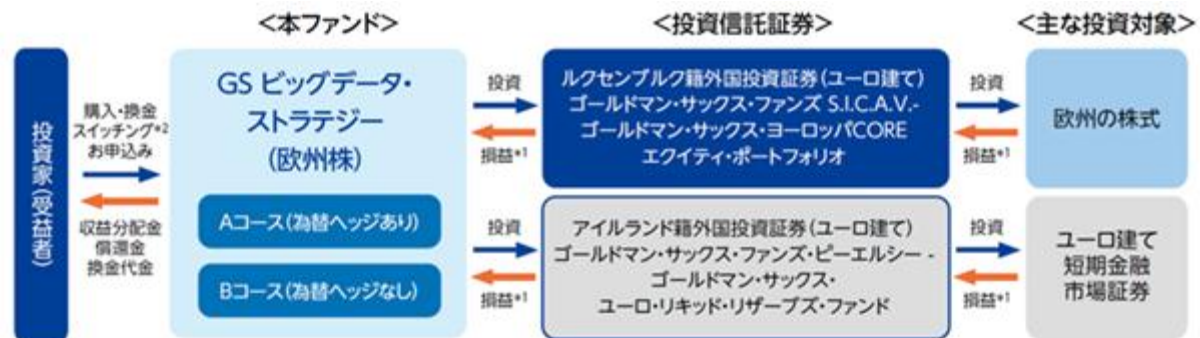 <本ファンド>
<投資信託証券>
<主な投資対象>
投資家(受益者)
購入・換金
スイッチング*2
お申込み
収益分配金
償還金
換金代金
GS ビッグデータ・
ストラテジー
(欧州株)
Aコース(為替ヘッジあり)
Bコース(為替ヘッジなし)
投資
損益*1
投資
損益*1
ルクセンブルク籍外国投資証券(ユーロ建て)
ゴールドマン・サックス・ファンズ S.I.C.A.V.-
ゴールドマン・サックス・ヨーロッパCORE
エクイティ・ポートフォリオ
アイルランド籍外国投資証券(ユーロ建て)
ゴールドマン・サックス・ファンズ・ピーエルシー -
ゴールドマン・サックス・
ユーロ・リキッド・リザーブズ・ファンド
投資
損益*1
投資
損益*1
欧州の株式
ユーロ建て
短期金融
市場証券